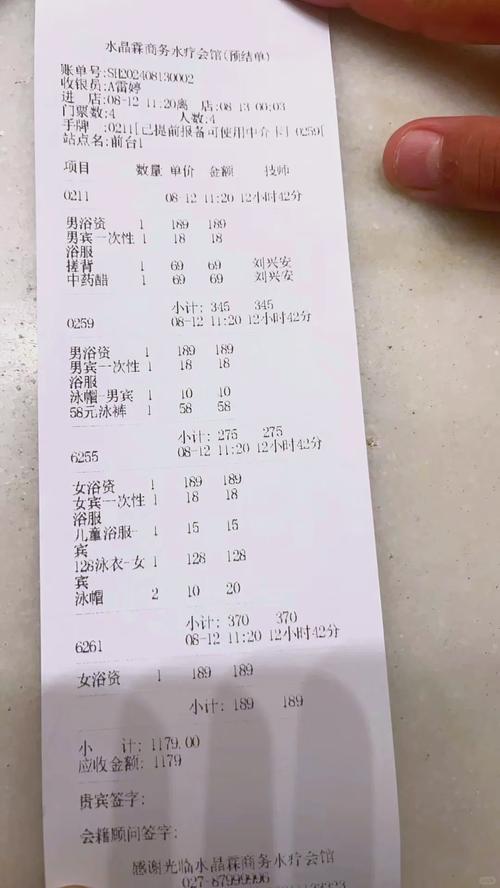 水晶霖商务水疗会馆(预结单)
账单号:SH202408130002
收银员:A雷婷
进 店:08-12 11:20离 店:08-13 00:03
门票数:4 人数:4
手牌 :0211[已提前报备可使用中介卡] 0259[
站点名:前台1
项目 数量 单价 金额 技师
0211 08-12 11:20 12小时42分
男浴资 1 189 189
男宾一次性 1 18 18
浴服
搓背 1 69 69 刘兴安
中药醋 1 69 69 刘兴安
小计: 345 345
0259 08-12 11:20 12小时42分
男浴资 1 189 189
男宾一次性 1 18 18
浴服
泳帽-男宾 1 10 10
58元泳裤 1 58 58
小计: 275 275
6255 08-12 11:20 12小时42分
女浴资 1 189 189
女宾一次性 1 18 18
浴服
儿童浴服- 1 15 15
宾
128泳衣-女 1 128 128
宾
泳帽 2 10 20
小计: 370 370
6261 08-12 11:20 12小时42分
女浴资 1 189 189
小计: 189 189
小 计: 1179.00
应收金额: 1179
贵宾签字:
会籍顾问签字:
感谢光临水晶霖商务水疗会馆
027-87999996